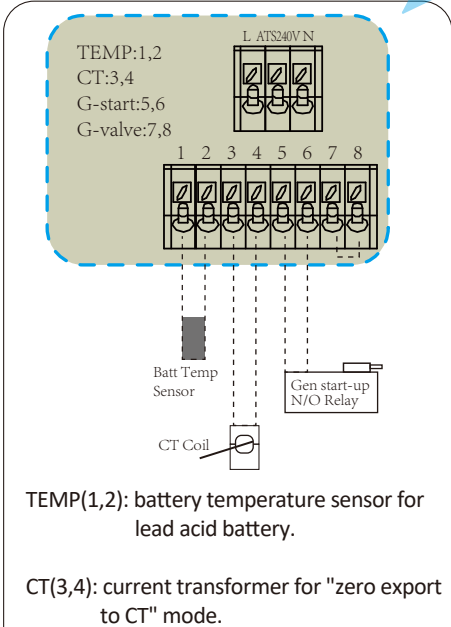 L ATS240V N
TEMP:1,2
CT:3,4
G-start:5,6
G-valve:7,8
1 2 3 4 5 6 7 8
Batt Temp
Sensor
Gen start-up
N/O Relay
CT Coil
TEMP(1,2): battery temperature sensor for
lead acid battery.
CT(3,4): current transformer for "zero export
to CT" mode.